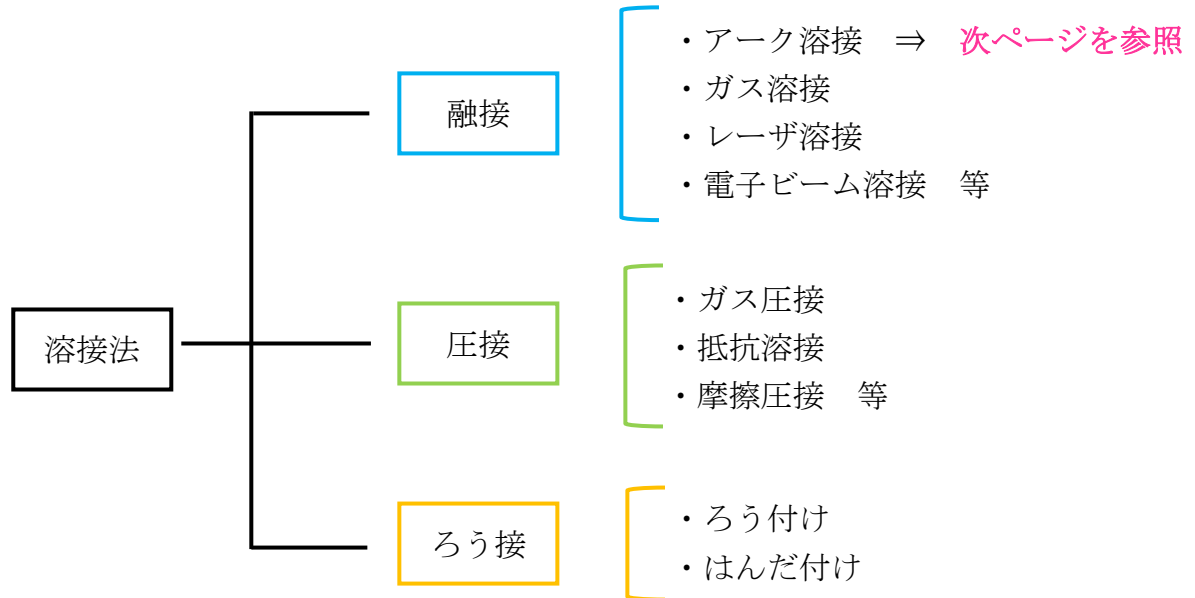 溶接法
融接
・アーク溶接　⇒　次ページを参照
・ガス溶接
・レーザ溶接
・電子ビーム溶接　等
圧接
・ガス圧接
・抵抗溶接
・摩擦圧接　等
ろう接
・ろう付け
・はんだ付け